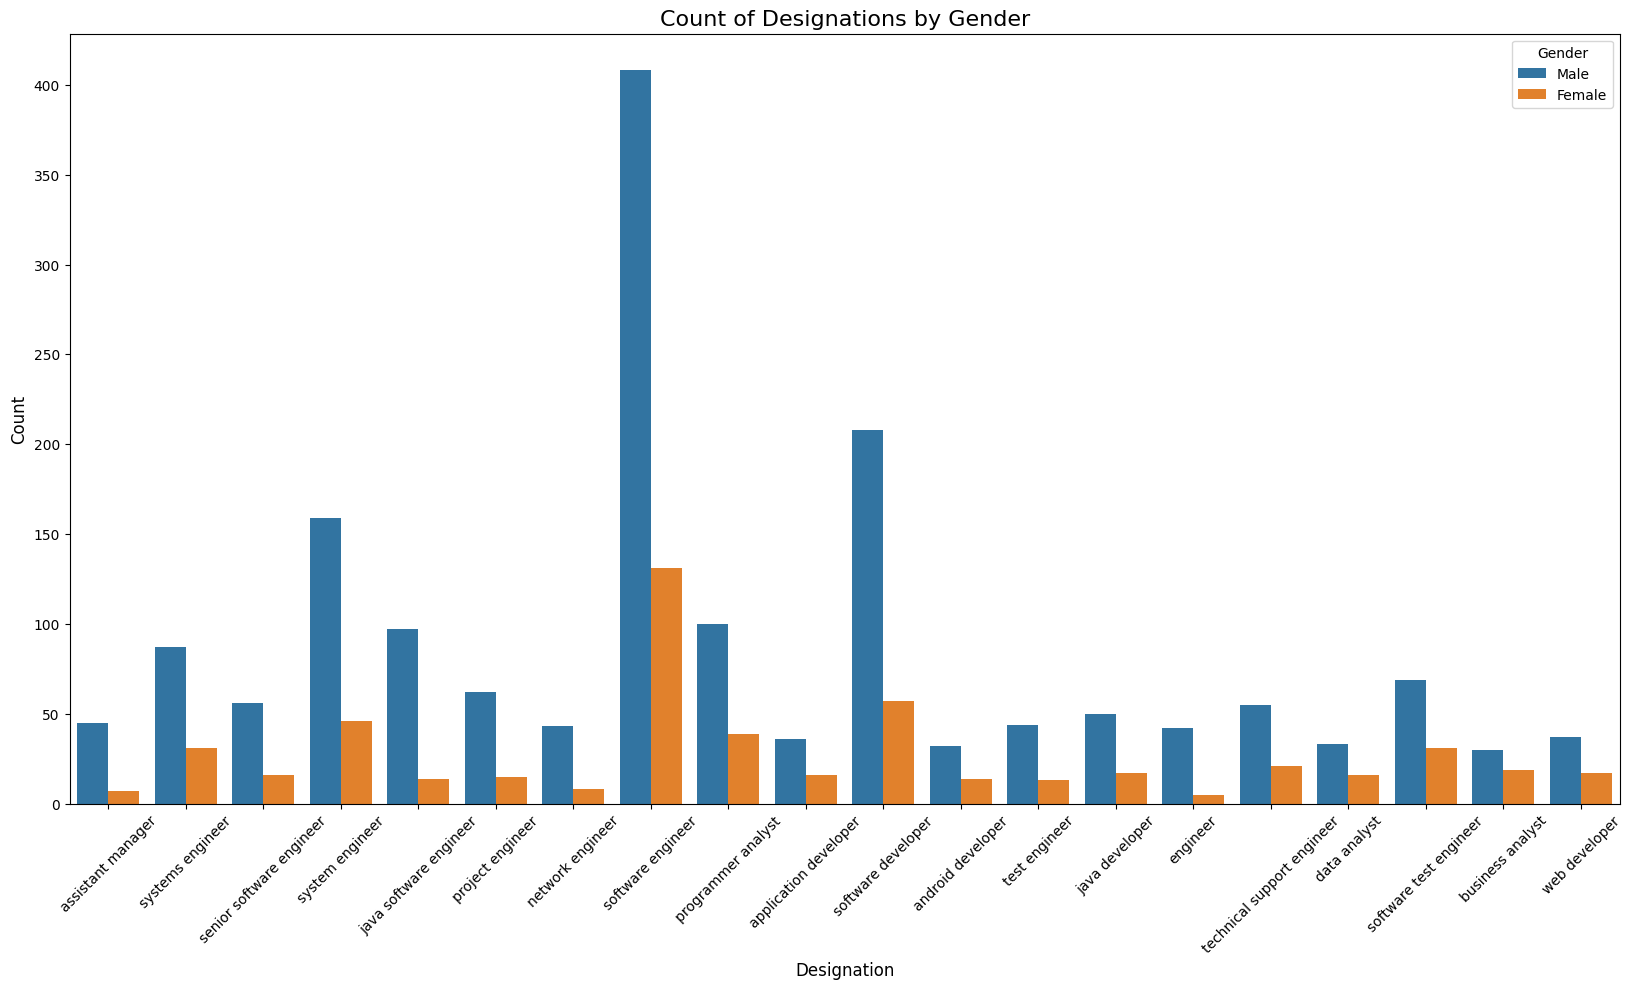 Count of Designations by Gender
Gender
Male
Female
Count
400
350
300
250
200
150
100
50
0
assistant manager
systems engineer
senior software engineer
system engineer
java software engineer
project engineer
network engineer
software engineer
programmer analyst
application developer
software developer
android developer
test engineer
java developer
engineer
technical support engineer
data analyst
software test engineer
business analyst
web developer
Designation